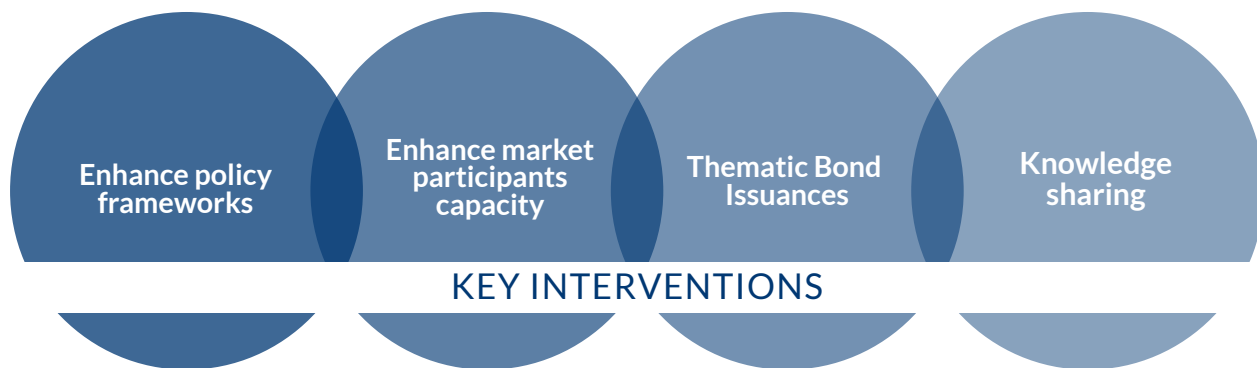 Enhance policy
frameworks
Enhance market
participants
capacity
Thematic Bond
Issuances
Knowledge
sharing
KEY INTERVENTIONS